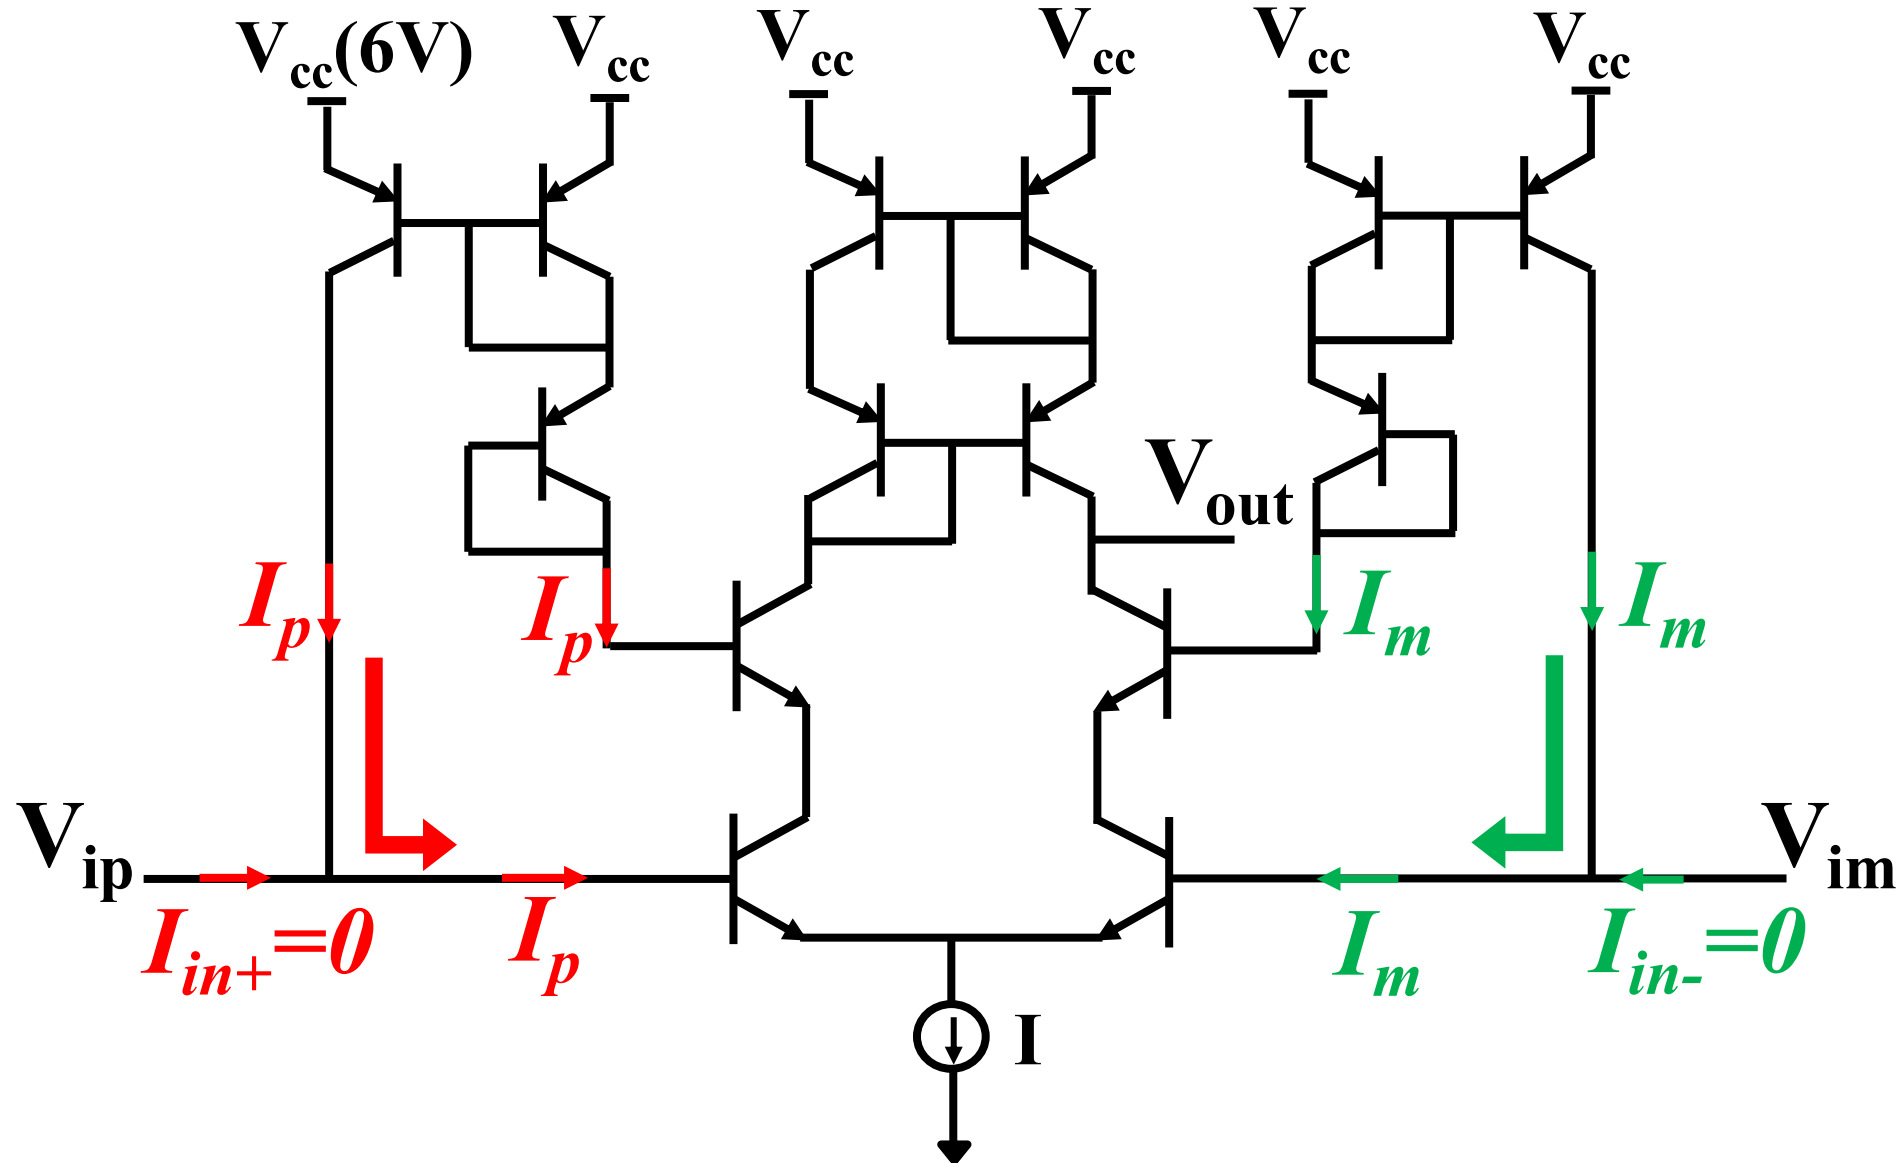 Vcc(6V) Vcc Vcc Vcc Vcc Vcc
Vout
Ip Ip Im Im
Vip Vim
Iin+=0 Ip Im Iin-=0
I